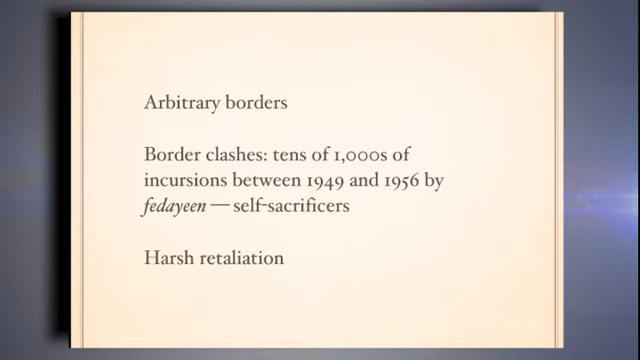 Arbitrary borders
Border clashes: tens of 1,000s of
incursions between 1949 and 1956 by
fedayeen — self-sacrificers
Harsh retaliation